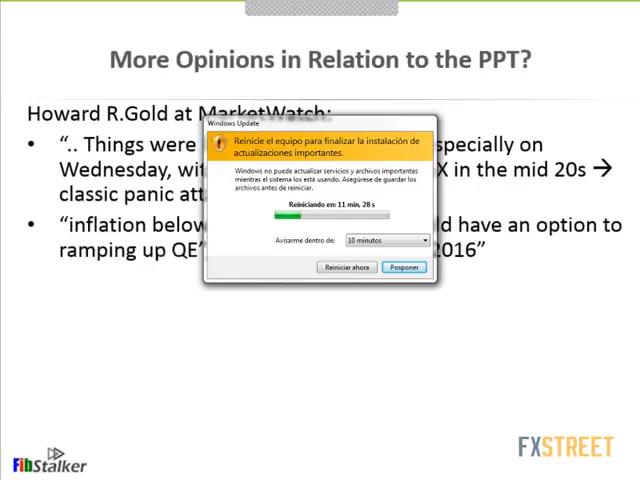 More Opinions in Relation to the PPT?
Howard R.Gold at MarketWatch:
• “.. Things were
especially on
Wednesday,
X in the mid 20s →
classic panic
• “inflation below
have an option to
ramping up QE”
2016”
Windows Update
Reinicie el equipo para finalizar la instalación de
actualizaciones importantes.
Windows no puede actualizar servicios y archivos importantes
mientras el sistema los está usando. Asegúrese de guardar los
archivos antes de reiniciar.
Reiniciando en: 11 min, 28 s
Avisarme dentro de: 10 minutos
Reiniciar ahora Posponer
FibStalker
FXSTREET